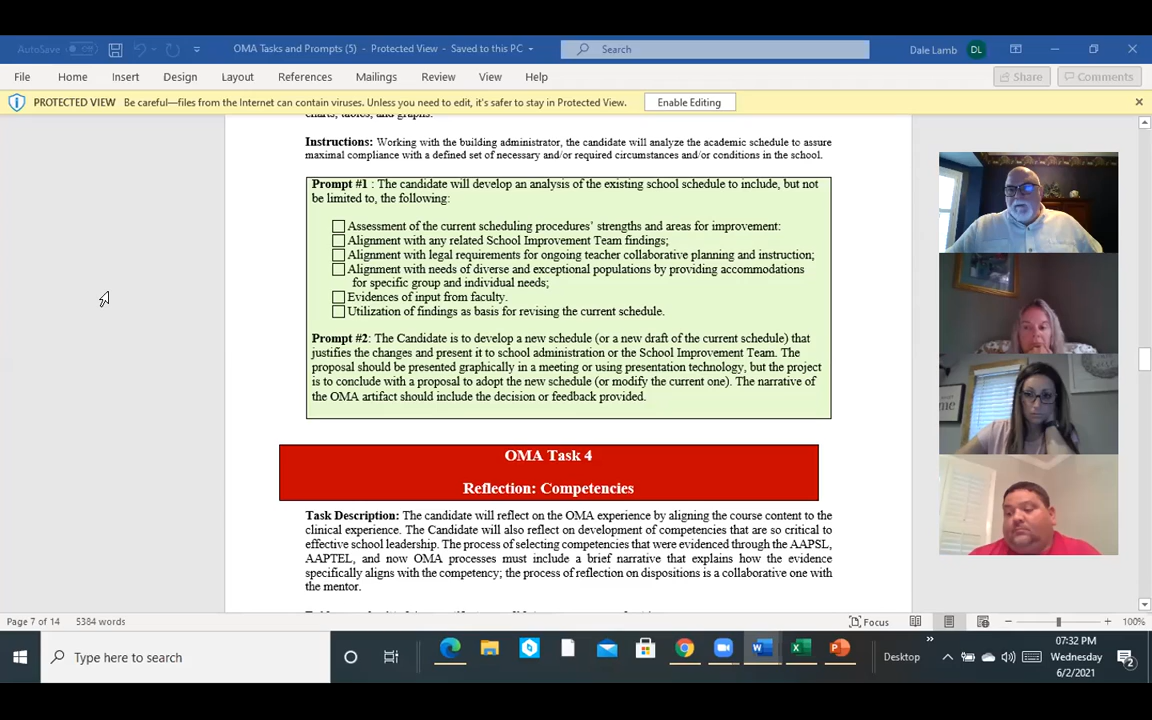 AutoSave
OMA Tasks and Prompts (5) - Protected View - Saved to this PC
Search
Dale Lamb
DL
File Home Insert Design Layout References Mailings Review View Help
Share
Comments
PROTECTED VIEW Be careful—files from the Internet can contain viruses. Unless you need to edit, it's safer to stay in Protected View.
Enable Editing
charts, tables, and graphs.
Instructions: Working with the building administrator, the candidate will analyze the academic schedule to assure
maximal compliance with a defined set of necessary and/or required circumstances and/or conditions in the school.
Prompt #1 : The candidate will develop an analysis of the existing school schedule to include, but not
be limited to, the following:
Assessment of the current scheduling procedures' strengths and areas for improvement:
Alignment with any related School Improvement Team findings;
Alignment with legal requirements for ongoing teacher collaborative planning and instruction;
Alignment with needs of diverse and exceptional populations by providing accommodations
for specific group and individual needs;
Evidences of input from faculty.
Utilization of findings as basis for revising the current schedule.
Prompt #2: The Candidate is to develop a new schedule (or a new draft of the current schedule) that
justifies the changes and present it to school administration or the School Improvement Team. The
proposal should be presented graphically in a meeting or using presentation technology, but the project
is to conclude with a proposal to adopt the new schedule (or modify the current one). The narrative of
the OMA artifact should include the decision or feedback provided.
OMA Task 4
Reflection: Competencies
Task Description: The candidate will reflect on the OMA experience by aligning the course content to the
clinical experience. The Candidate will also reflect on development of competencies that are so critical to
effective school leadership. The process of selecting competencies that were evidenced through the AAPSL,
AAPTEL, and now OMA processes must include a brief narrative that explains how the evidence
specifically aligns with the competency; the process of reflection on dispositions is a collaborative one with
the mentor.
Page 7 of 14
5384 words
Focus
100%
Type here to search
Desktop
07:32 PM
Wednesday
6/2/2021
2